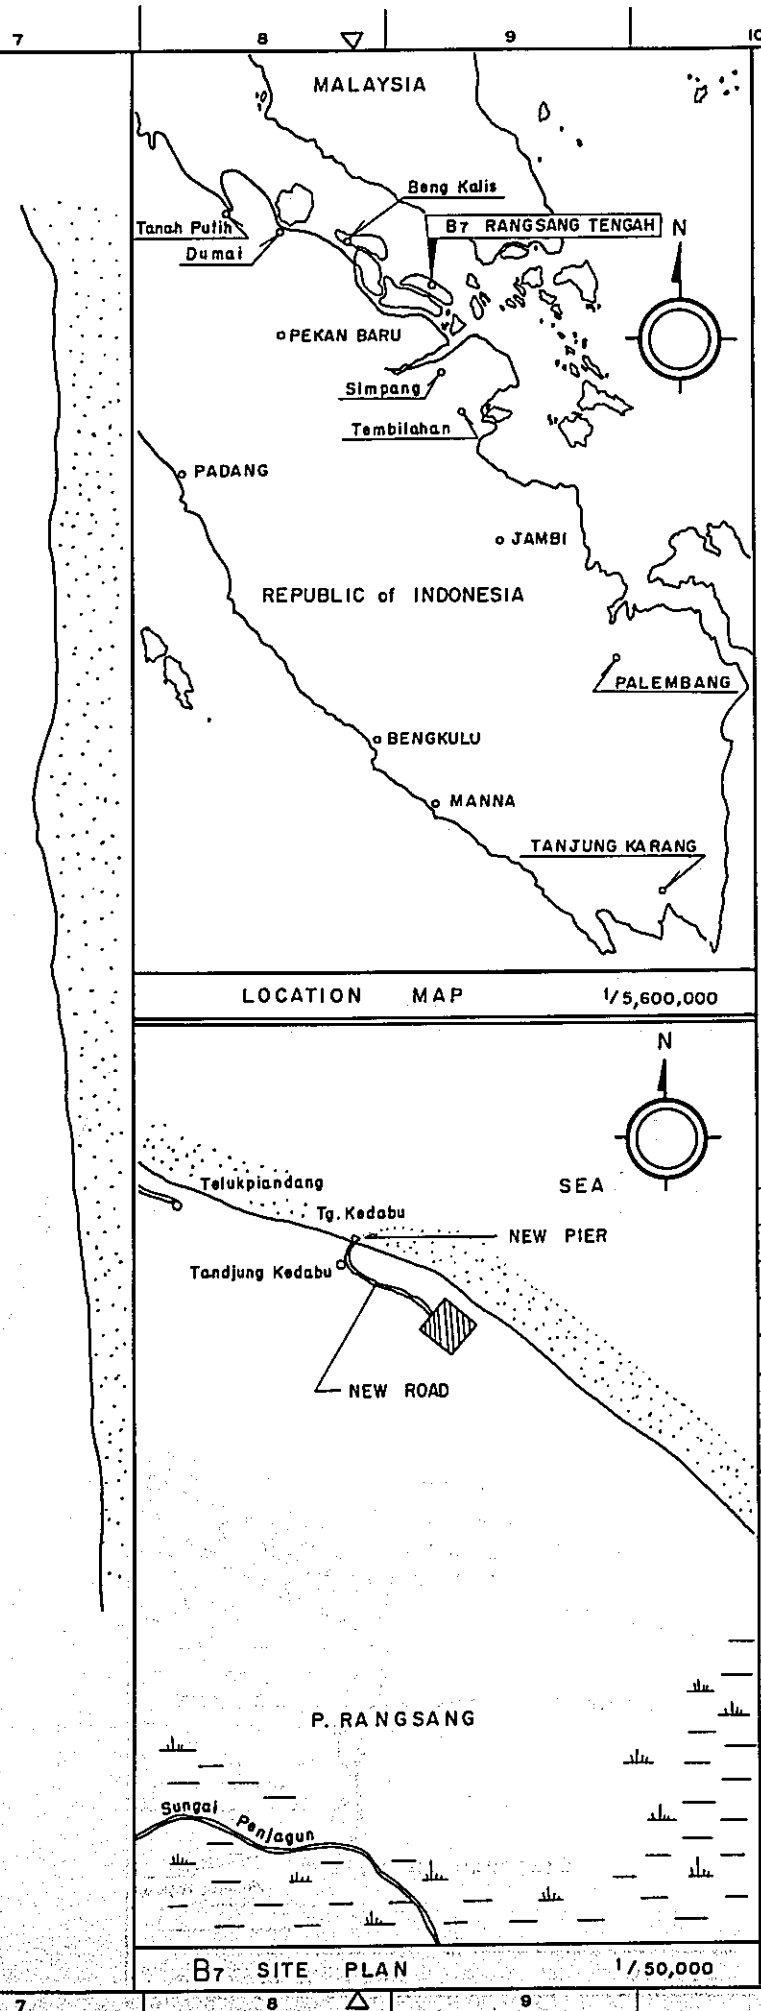 7 8 9 10
MALAYSIA
Beng Kalis
Tanah Putih
B7 RANGSANG TENGAH
N
Dumai
PEKAN BARU
Simpang
Tembilahan
PADANG
JAMBI
REPUBLIC of INDONESIA
PALEMBANG
BENGKULU
MANNA
TANJUNG KARANG
LOCATION MAP 1/5,600,000
N
Telukpiandang
SEA
Tg. Kedabu
NEW PIER
Tandjung Kedabu
NEW ROAD
P. RANGSANG
Sungai Penjagun
B7 SITE PLAN 1/50,000
7 8 9